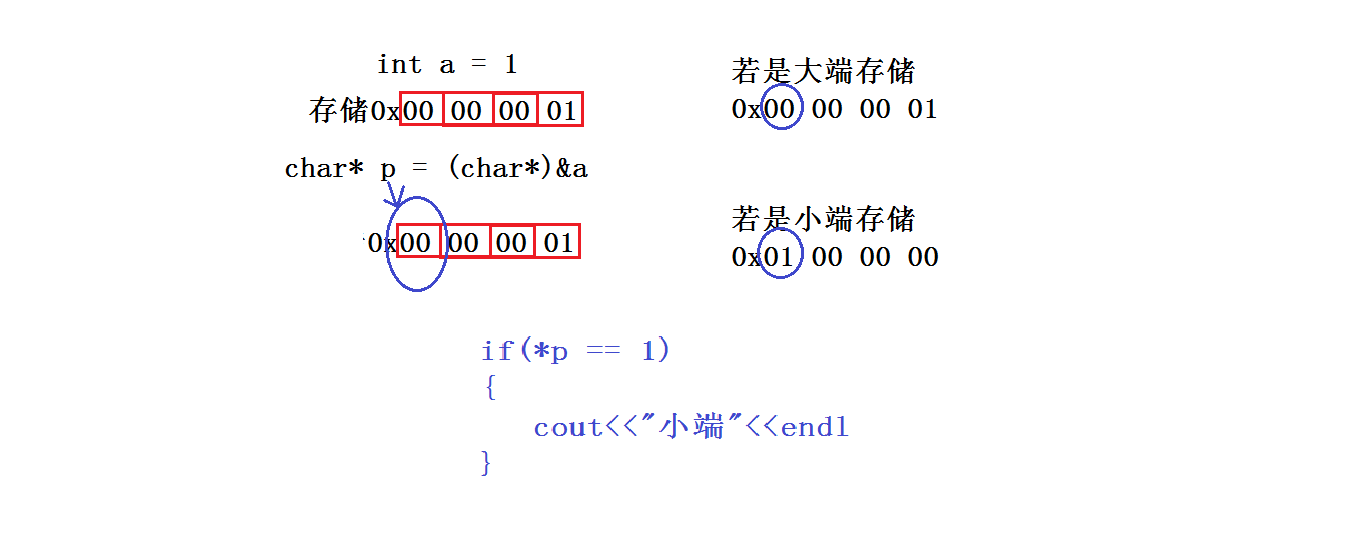 int a = 1
存储0x00 00 00 01
char* p = (char*)&a
0x00 00 00 01
若是大端存储
0x00 00 00 01
若是小端存储
0x01 00 00 00
if(*p == 1)
{
cout<<"小端"<<endl
}